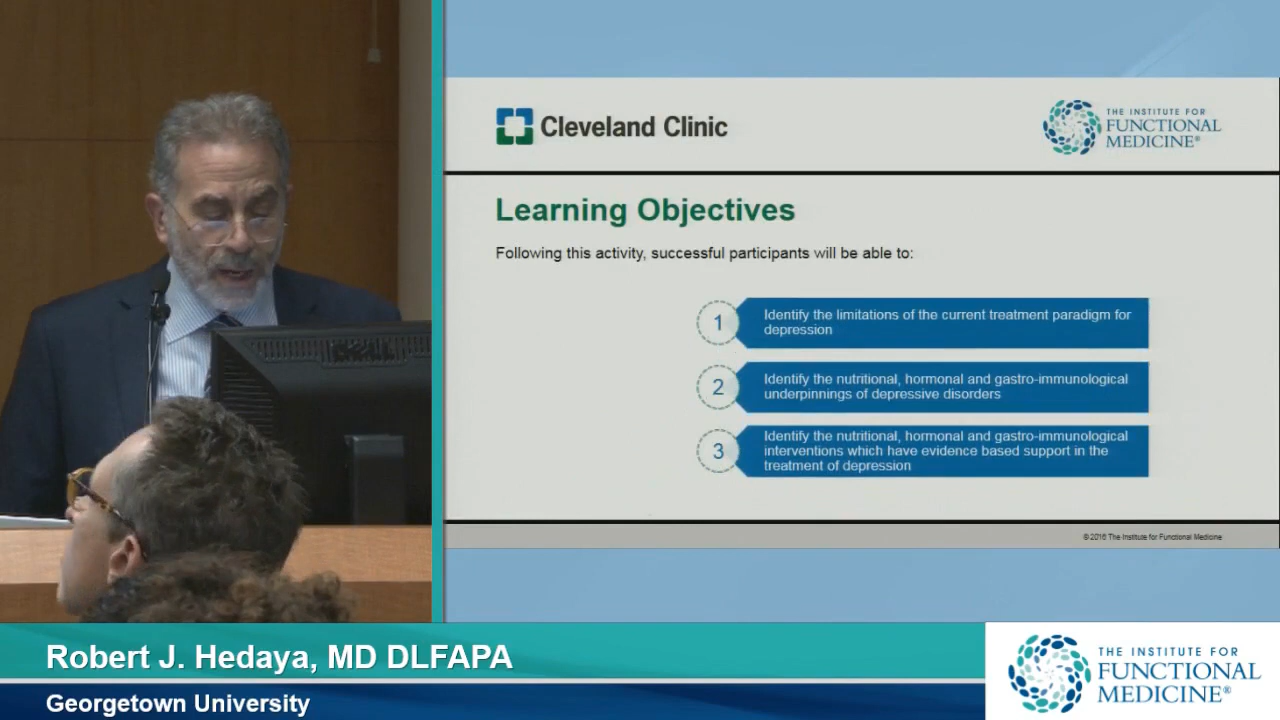 Cleveland Clinic
THE INSTITUTE FOR
FUNCTIONAL
MEDICINE®
Learning Objectives
Following this activity, successful participants will be able to:
1
Identify the limitations of the current treatment paradigm for
depression
2
Identify the nutritional, hormonal and gastro-immunological
underpinnings of depressive disorders
3
Identify the nutritional, hormonal and gastro-immunological
interventions which have evidence based support in the
treatment of depression
© 2016 The Institute for Functional Medicine
DELL
Robert J. Hedaya, MD DLFAPA
Georgetown University
THE INSTITUTE FOR
FUNCTIONAL
MEDICINE®